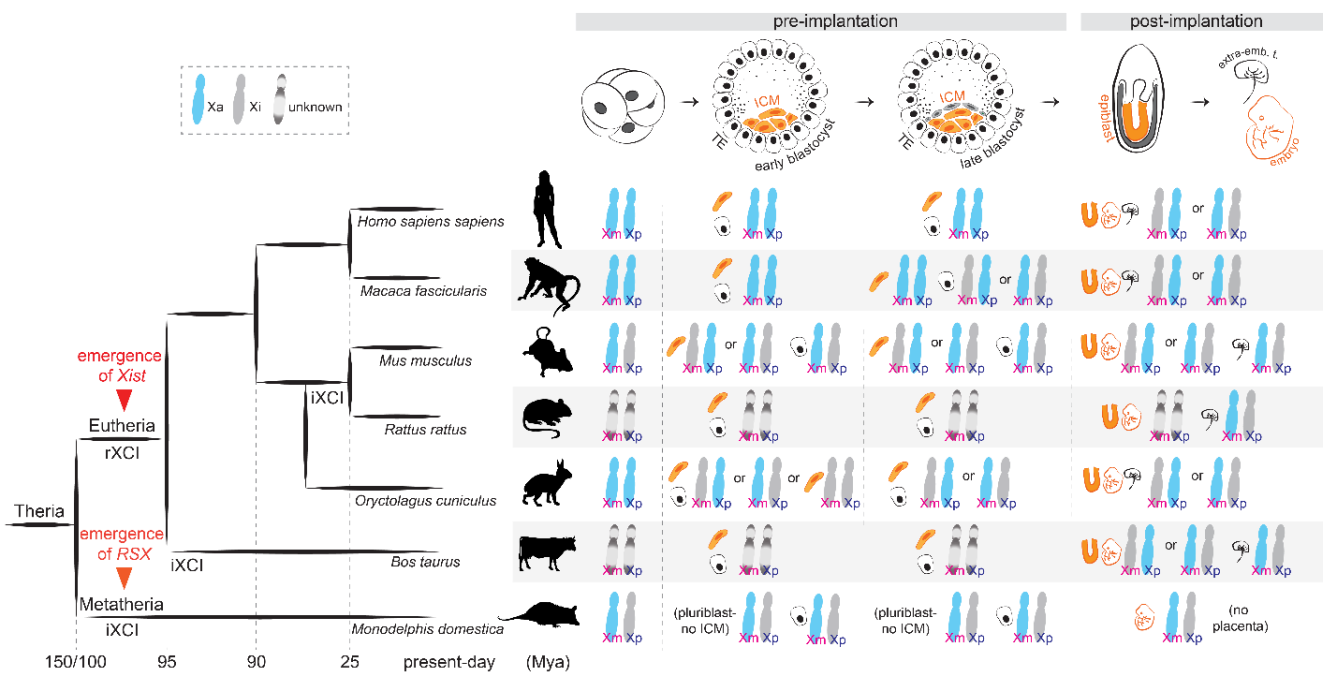 pre-implantation
post-implantation
Xa
Xi
unknown
ICM
TE
early blastocyst
ICM
TE
late blastocyst
epiblast
extra-emb. t.
embryo
Homo sapiens sapiens
Xm Xp
Xm Xp
Xm Xp
or
Xm Xp
Xm Xp
Macaca fascicularis
Xm Xp
Xm Xp
or
Xm Xp
Xm Xp
Xm Xp
or
Xm Xp
Xm Xp
emergence
of Xist
Mus musculus
iXCI
Xm Xp
or
Xm Xp
Xm Xp
Xm Xp
or
Xm Xp
Xm Xp
Xm Xp
or
Xm Xp
Xm Xp
Xm Xp
Eutheria
rXCI
Rattus rattus
Xm Xp
Xm Xp
Xm Xp
Xm Xp
Xm Xp
Oryctolagus cuniculus
Xm Xp
or
or
Xm Xp
Xm Xp
Xm Xp
or
Xm Xp
Xm Xp
or
Xm Xp
Xm Xp
Theria
emergence
of RSX
iXCI
Bos taurus
Xm Xp
Xm Xp
Xm Xp
or
Xm Xp
Xm Xp
Xm Xp
Metatheria
iXCI
Monodelphis domestica
Xm Xp
(pluriblast-
no ICM)
Xm Xp
Xm Xp
(pluriblast-
no ICM)
Xm Xp
Xm Xp
Xm Xp
(no
placenta)
150/100
95
90
25
present-day
(Mya)